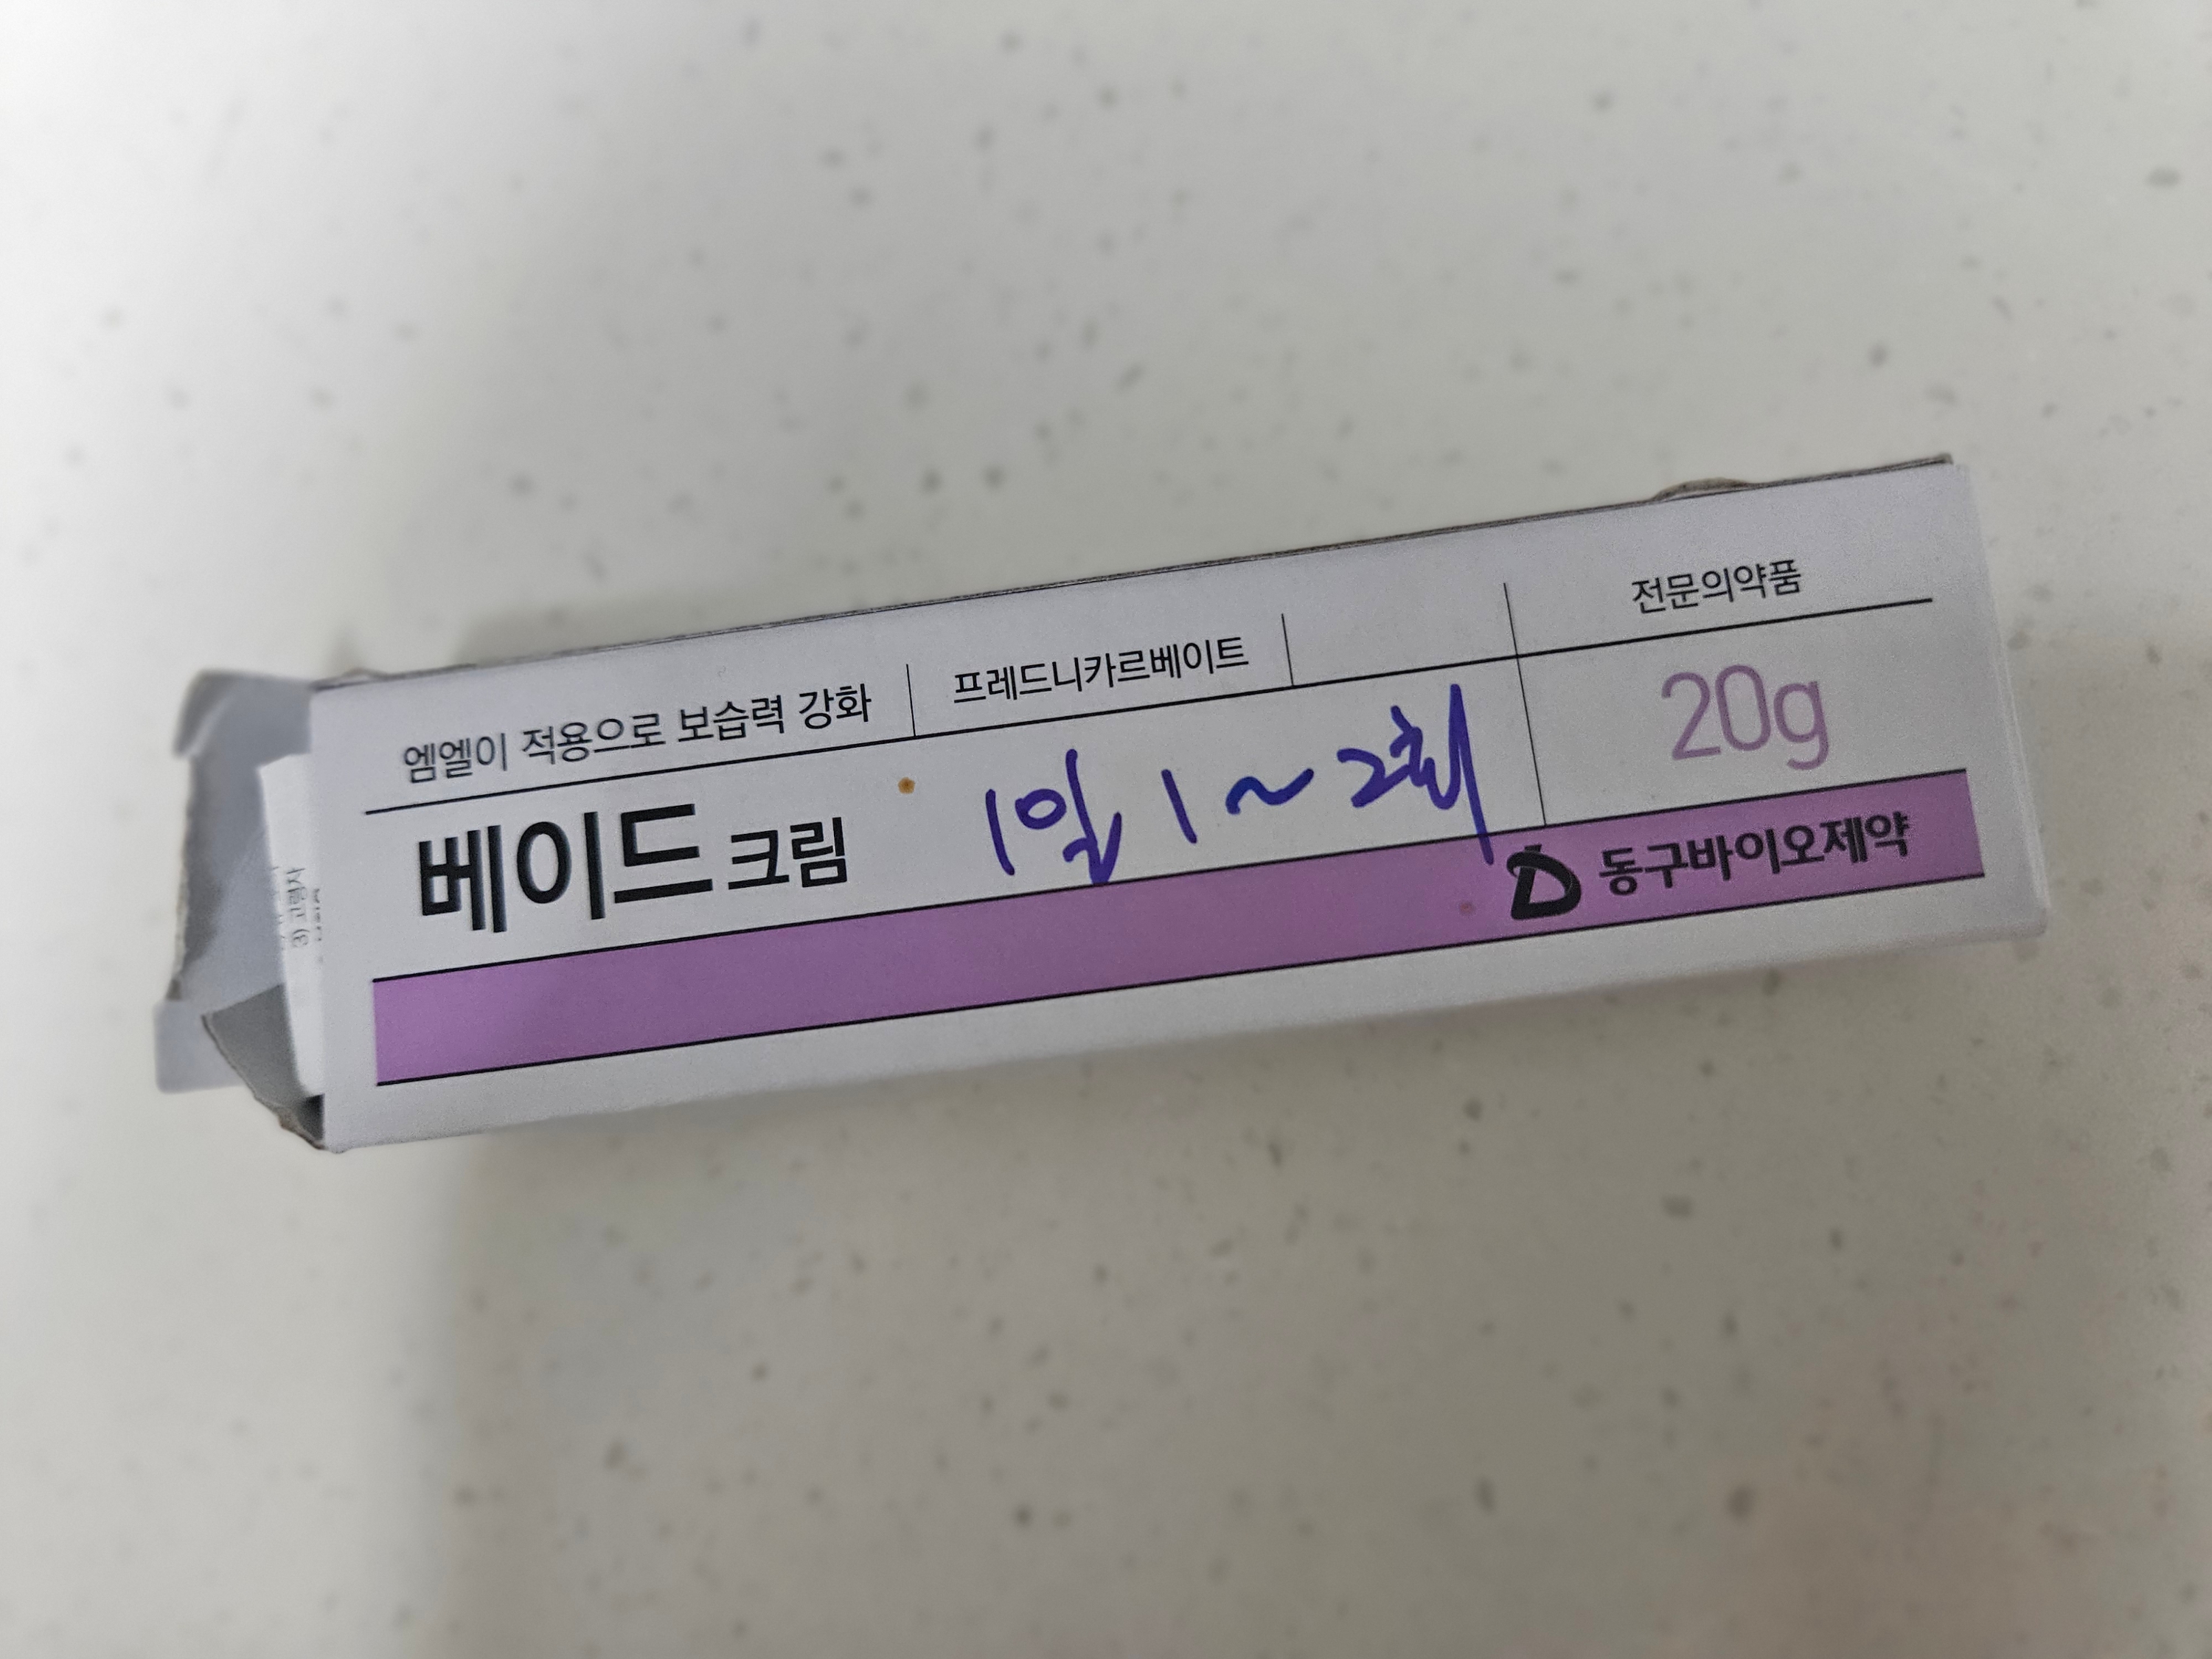 엠엘이 적용으로 보습력 강화
프레드니카르베이트
전문의약품
베이드 크림
1일 1~2회
20g
동구바이오제약